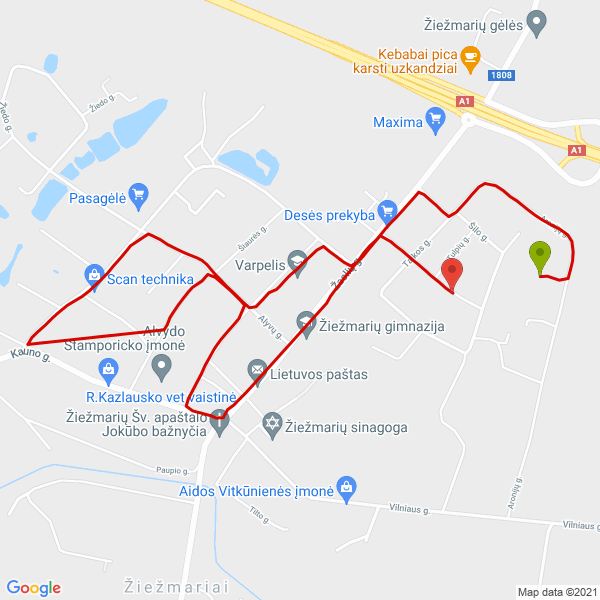 Žiežmarių gėlės
Kebabai pica
karsti uzkandziai
1808
A1
Maxima
A1
Žiedo g.
Žiedo g.
Pasagėlė
Desės prekyba
Šiaurės g.
Šilo g.
Tulpių g.
Taikos g.
Varpelis
Scan technika
Žaslių g.
Alyvų g.
Žiežmarių gimnazija
Alvydo
Stamporicko įmonė
Kauno g.
Lietuvos paštas
R.Kazlausko vet.vaistinė
Žiežmarių Šv. apaštalo
Jokūbo bažnyčia
Žiežmarių sinagoga
Paupio g.
Aidos Vitkūnienės įmonė
Aronijų g.
Vilniaus g.
Tilto g.
Vilniaus g.
Žiežmariai
Google
Map data ©2021